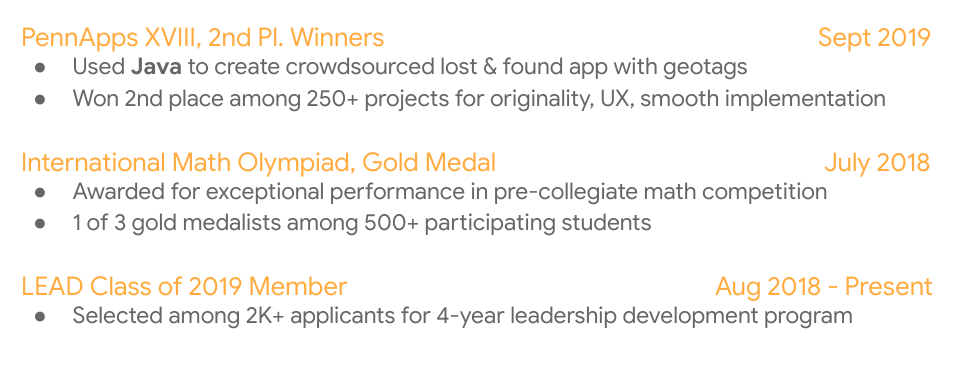 PennApps XVIII, 2nd Pl. Winners Sept 2019
● Used Java to create crowdsourced lost & found app with geotags
● Won 2nd place among 250+ projects for originality, UX, smooth implementation
International Math Olympiad, Gold Medal July 2018
● Awarded for exceptional performance in pre-collegiate math competition
● 1 of 3 gold medalists among 500+ participating students
LEAD Class of 2019 Member Aug 2018 - Present
● Selected among 2K+ applicants for 4-year leadership development program